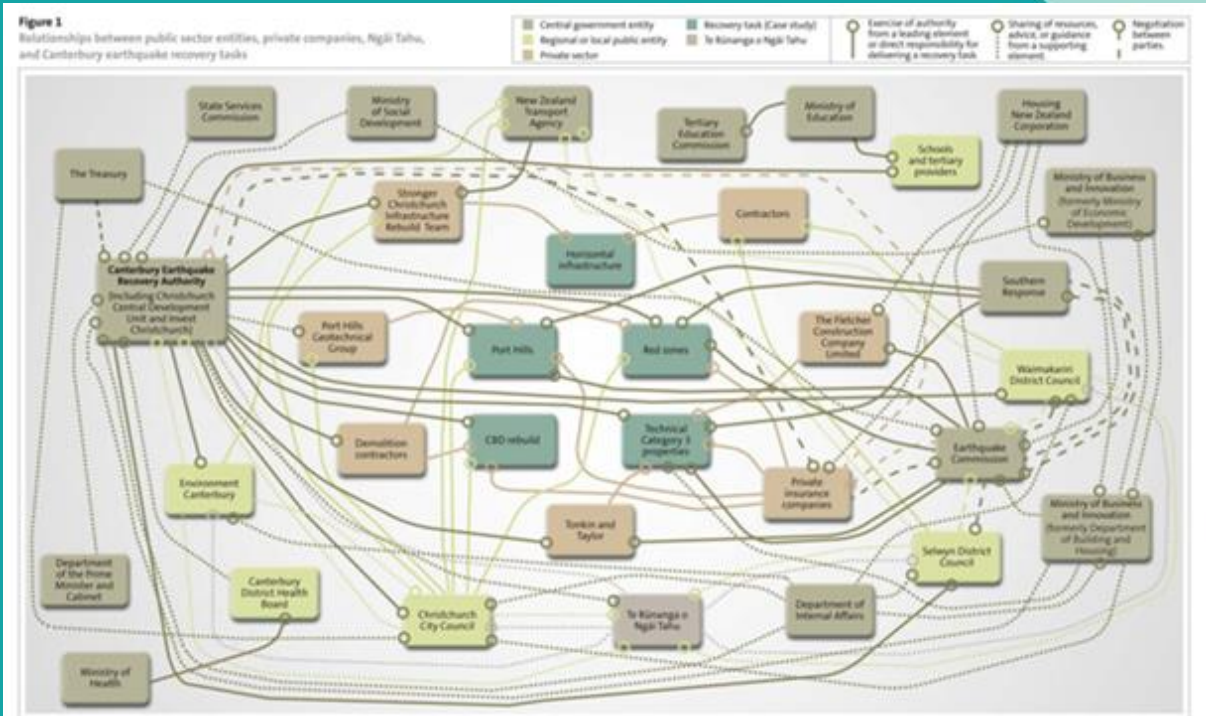 Figure 1
Relationships between public sector entities, private companies, Ngāi Tahu,
and Canterbury earthquake recovery tasks
Central government entity
Regional or local public entity
Private sector
Recovery task (Case study)
Te Rūnanga o Ngāi Tahu
Exercise of authority
from a leading element
or direct responsibility for
delivering a recovery task
Sharing of resources,
advice, or guidance
from a supporting
element.
Negotiation
between
parties.
State Services
Commission
Ministry
of Social
Development
New Zealand
Transport
Agency
Tertiary
Education
Commission
Ministry of
Education
Housing
New Zealand
Corporation
The Treasury
Schools
and tertiary
providers
Ministry of Business
and Innovation
(formerly Ministry
of Economic
Development)
Stronger
Christchurch
Infrastructure
Rebuild Team
Contractors
Horizontal
infrastructure
Canterbury Earthquake
Recovery Authority
(Including Christchurch
Central Development
Unit and Invest
Christchurch)
Southern
Response
Port Hills
Geotechnical
Group
Port Hills
Red zones
The Fletcher
Construction
Company
Limited
Waimakariri
District Council
Demolition
contractors
CBD rebuild
Technical
Category 3
properties
Earthquake
Commission
Environment
Canterbury
Private
insurance
companies
Tonkin and
Taylor
Ministry of Business
and Innovation
(formerly Department
of Building and
Housing)
Selwyn District
Council
Department
of the Prime
Minister and
Cabinet
Canterbury
District Health
Board
Christchurch
City Council
Te Rūnanga o
Ngāi Tahu
Department of
Internal Affairs
Ministry of
Health